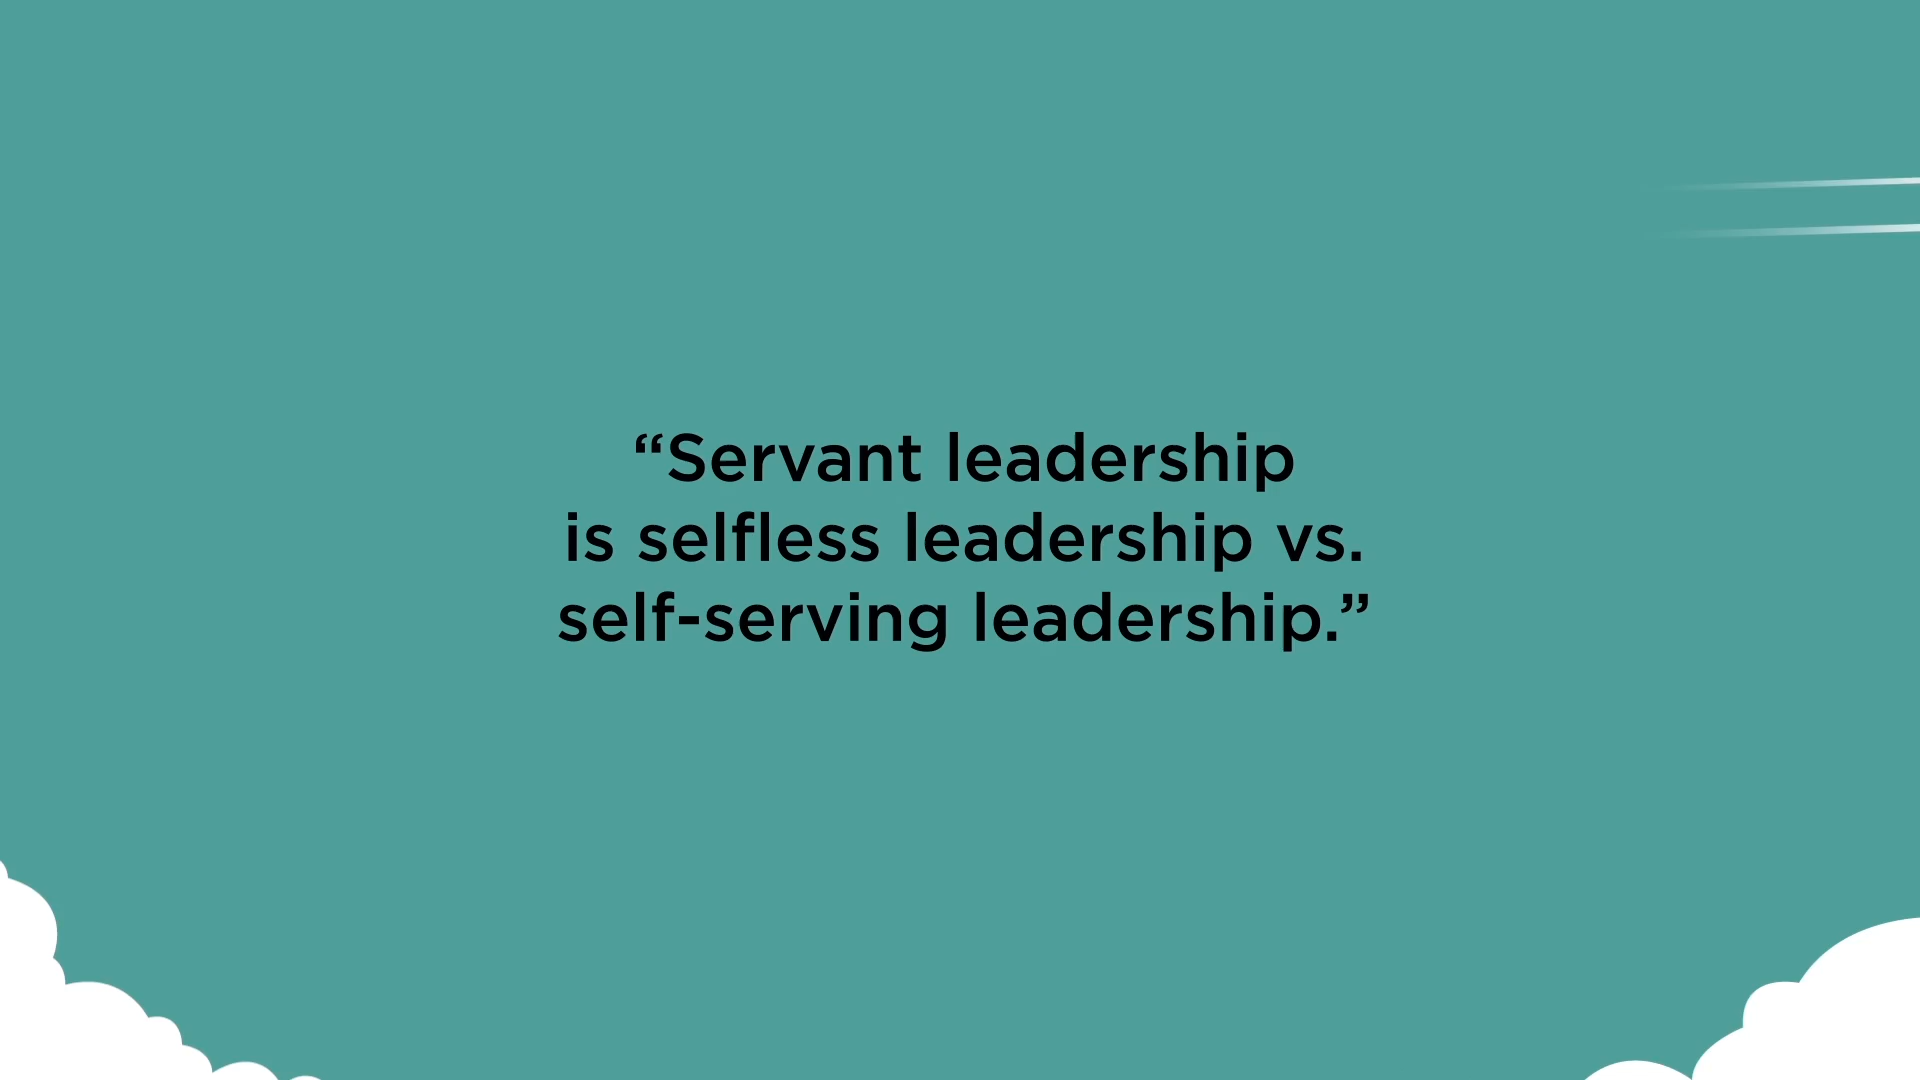 “Servant leadership
is selfless leadership vs.
self-serving leadership.”